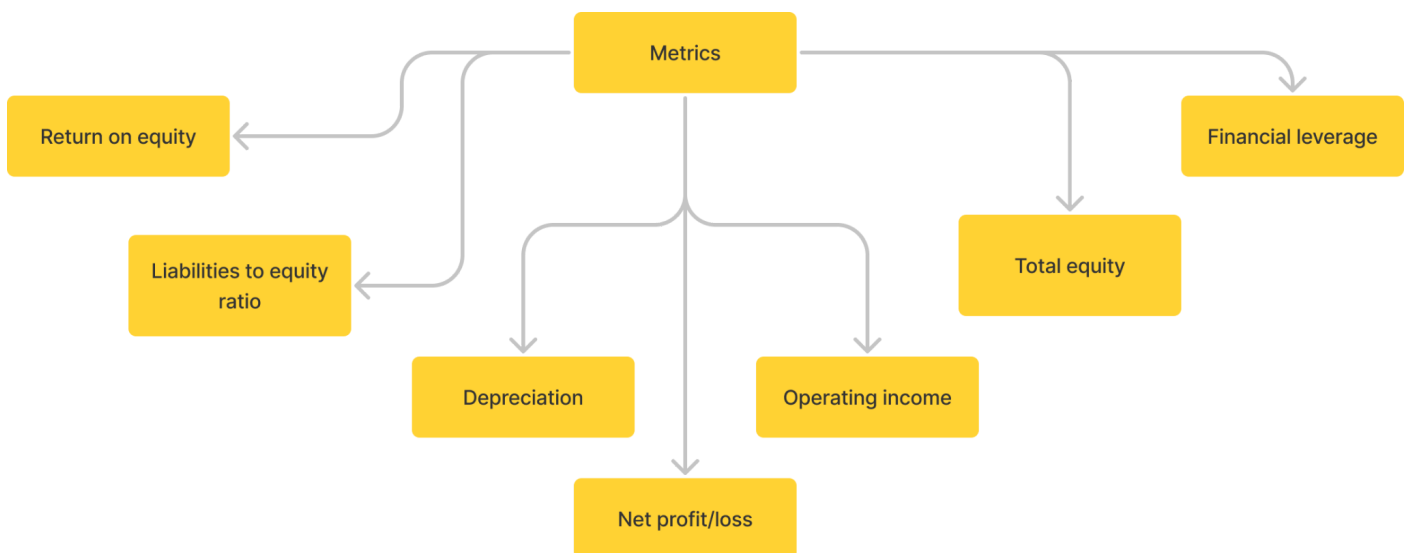 Metrics
Return on equity
Financial leverage
Liabilities to equity
ratio
Total equity
Depreciation
Operating income
Net profit/loss